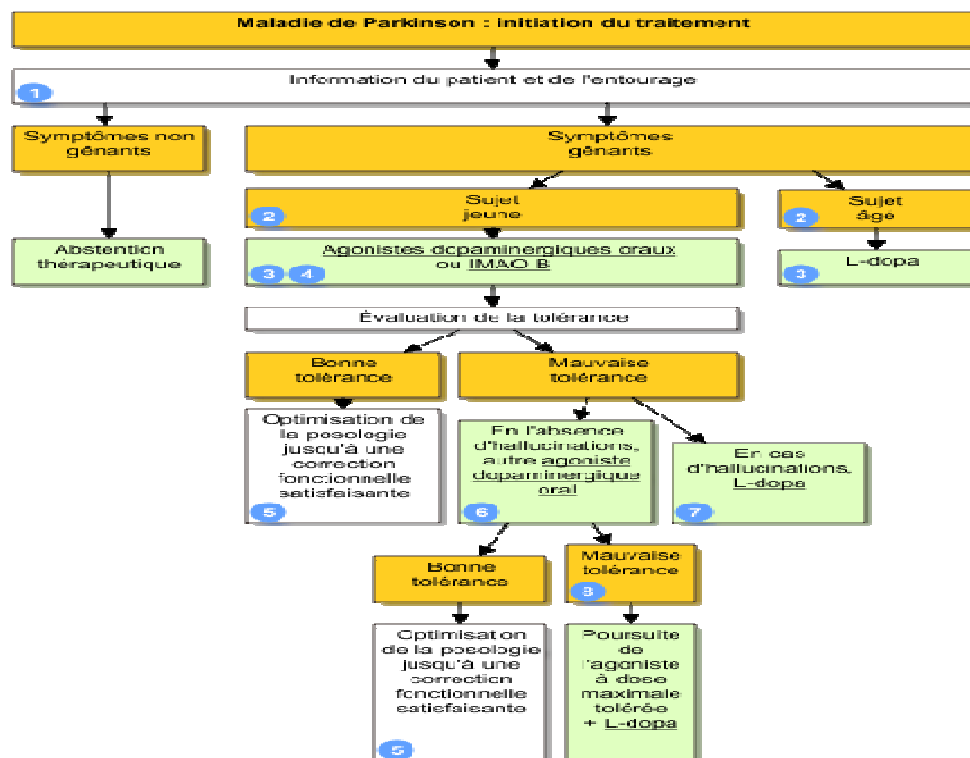 Maladie de Parkinson : initiation du traitement
Information du patient et de l'entourage
1
Symptômes non
gênants
Symptômes
gênants
Sujet
jeune
2
Sujet
âge
2
Abstention
thérapeutique
Agonistes dopaminergiques oraux
ou IMAO B
3 4
L-dopa
3
Évaluation de la tolérance
Bonne
tolérance
Mauvaise
tolérance
Optimisation de
la posologie
jusqu'à une
correction
fonctionnelle
satisfaisante
5
En l'absence
d'hallucinations,
autre agoniste
dopaminergique
oral
6
En cas
d'hallucinations,
L-dopa
7
Bonne
tolérance
Mauvaise
tolérance
8
Optimisation
de la posologie
jusqu'à une
correction
fonctionnelle
satisfaisante
5
Poursuite
de
l'agoniste
à dose
maximale
tolérée
+ L-dopa